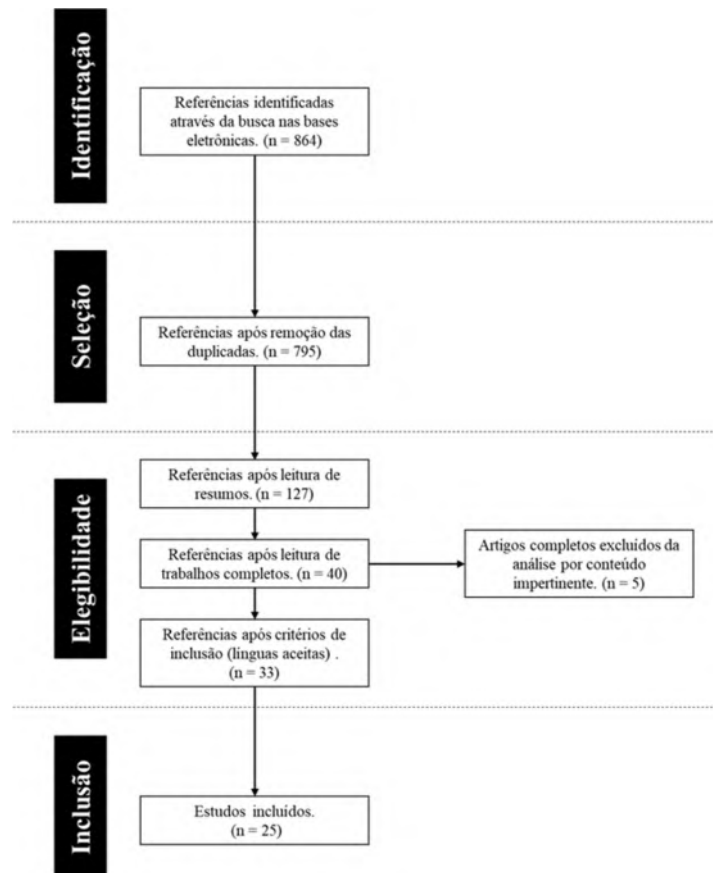 Identificação
Referências identificadas
através da busca nas bases
eletrônicas. (n = 864)
Seleção
Referências após remoção das
duplicadas. (n = 795)
Elegibilidade
Referências após leitura de
resumos. (n = 127)
Referências após leitura de
trabalhos completos. (n = 40)
Artigos completos excluídos da
análise por conteúdo
impertinente. (n = 5)
Referências após critérios de
inclusão (línguas aceitas) .
(n = 33)
Inclusão
Estudos incluídos.
(n = 25)